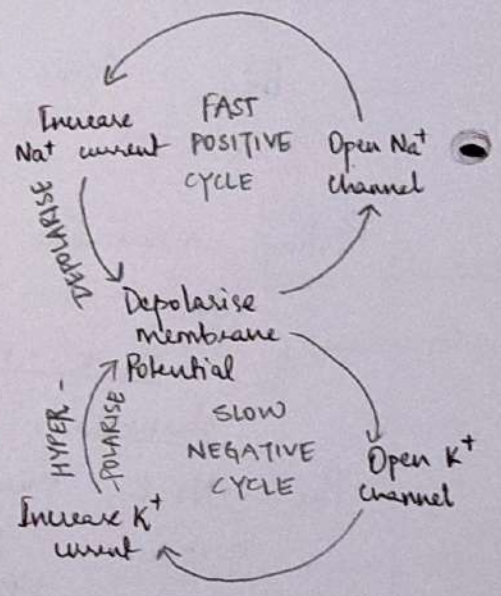 Increase
Na⁺ current
FAST
POSITIVE
CYCLE
Open Na⁺
channel
DEPOLARISE
Depolarise
membrane
Potential
HYPER-
-POLARISE
SLOW
NEGATIVE
CYCLE
Open K⁺
channel
Increase K⁺
current